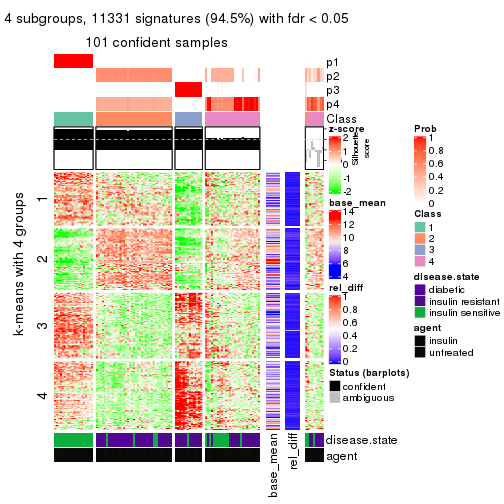 4 subgroups, 11331 signatures (94.5%) with fdr < 0.05
101 confident samples
p1
p2
p3
p4
Class
z-score
2
1
0
-1
-2
Silhouette
score
base_mean
14
12
10
8
6
4
rel_diff
1
0.8
0.6
0.4
0.2
0
Status (barplots)
confident
ambiguous
Prob
1
0.8
0.6
0.4
0.2
0
Class
1
2
3
4
disease.state
diabetic
insulin resistant
insulin sensitive
agent
insulin
untreated
k-means with 4 groups
1
2
3
4
disease.state
agent
base_mean
rel_diff